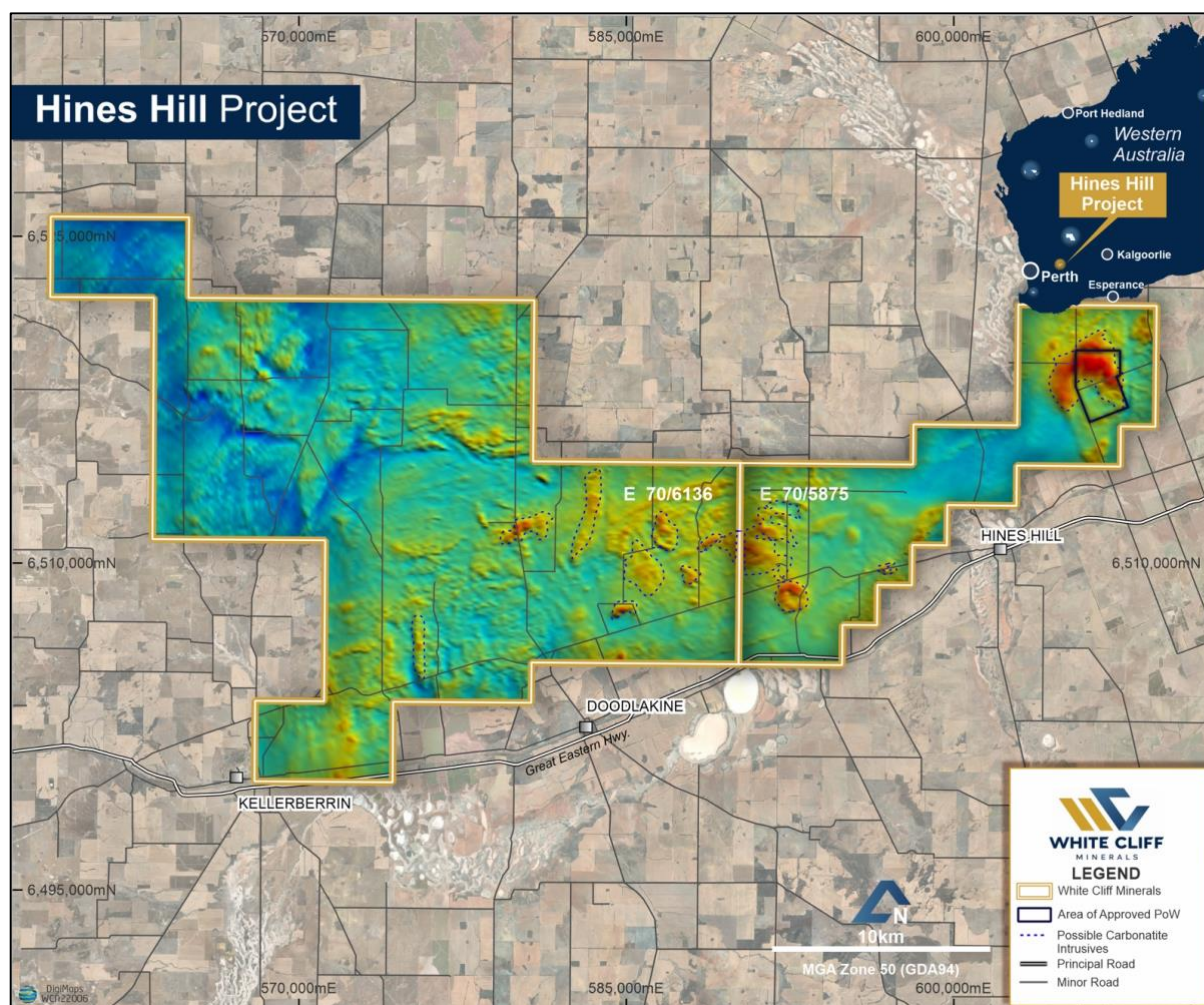 570,000mE
585,000mE
600,000mE
Hines Hill Project
Port Hedland
Western
Australia
Hines Hill
Project
Kalgoorlie
Perth
Esperance
6,525,000mN
E 70/6136
E 70/5875
HINES HILL
6,510,000mN
6,510,000mN
DOODLAKINE
Great Eastern Hwy.
KELLERBERRIN
6,495,000mN
N
10km
MGA Zone 50 (GDA94)
WHITE CLIFF
MINERALS
LEGEND
White Cliff Minerals
Area of Approved PoW
Possible Carbonatite
Intrusives
Principal Road
Minor Road
DigiMaps
WCn22006
570,000mE
585,000mE
600,000mE